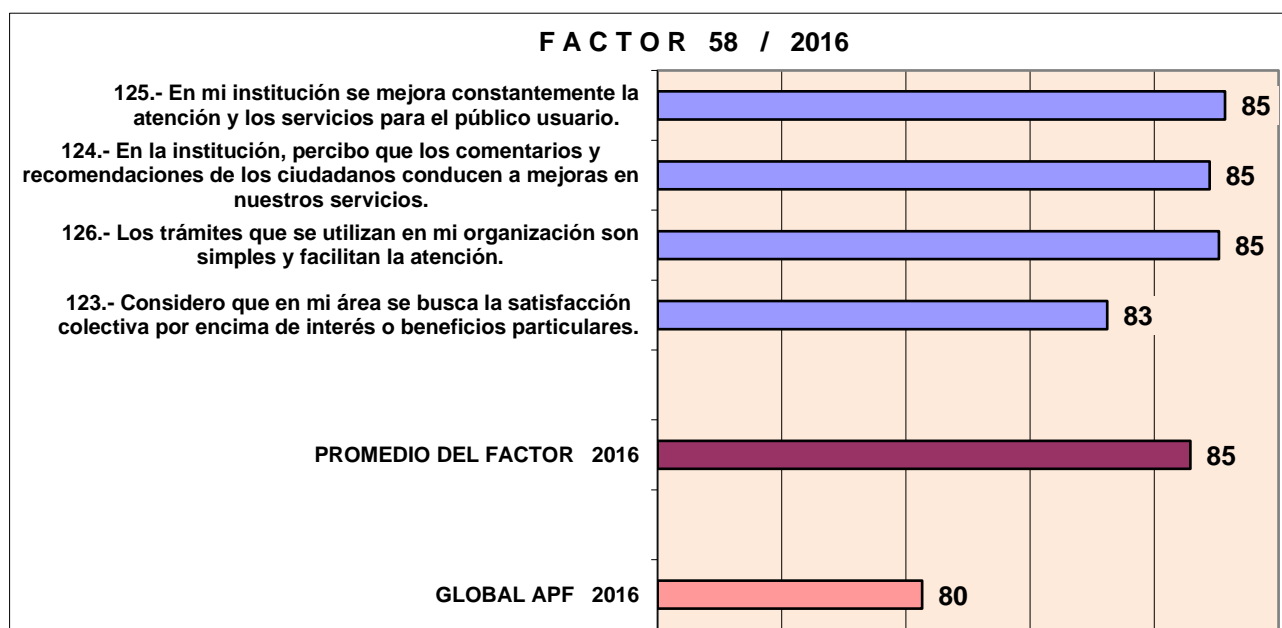 F A C T O R 58 / 2016
125.- En mi institución se mejora constantemente la
atención y los servicios para el público usuario.
85
124.- En la institución, percibo que los comentarios y
recomendaciones de los ciudadanos conducen a mejoras en
nuestros servicios.
85
126.- Los trámites que se utilizan en mi organización son
simples y facilitan la atención.
85
123.- Considero que en mi área se busca la satisfacción
colectiva por encima de interés o beneficios particulares.
83
PROMEDIO DEL FACTOR 2016
85
GLOBAL APF 2016
80